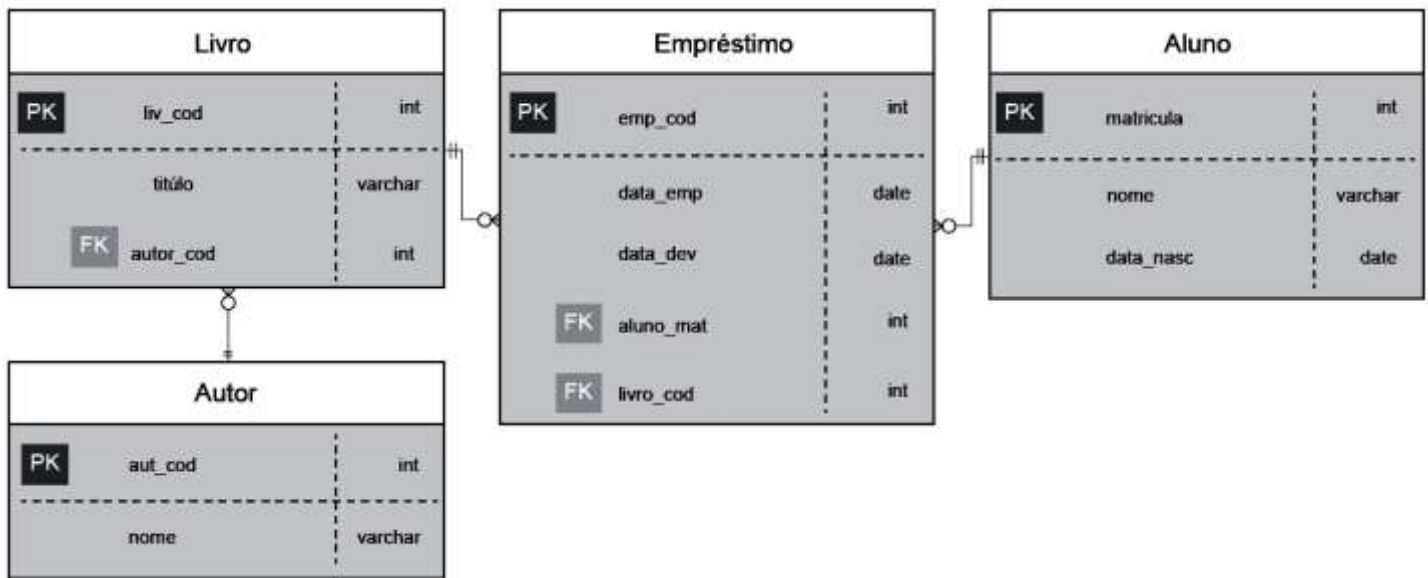 Livro
PK liv_cod int
titúlo varchar
FK autor_cod int
Empréstimo
PK emp_cod int
data_emp date
data_dev date
FK aluno_mat int
FK livro_cod int
Aluno
PK matricula int
nome varchar
data_nasc date
Autor
PK aut_cod int
nome varchar